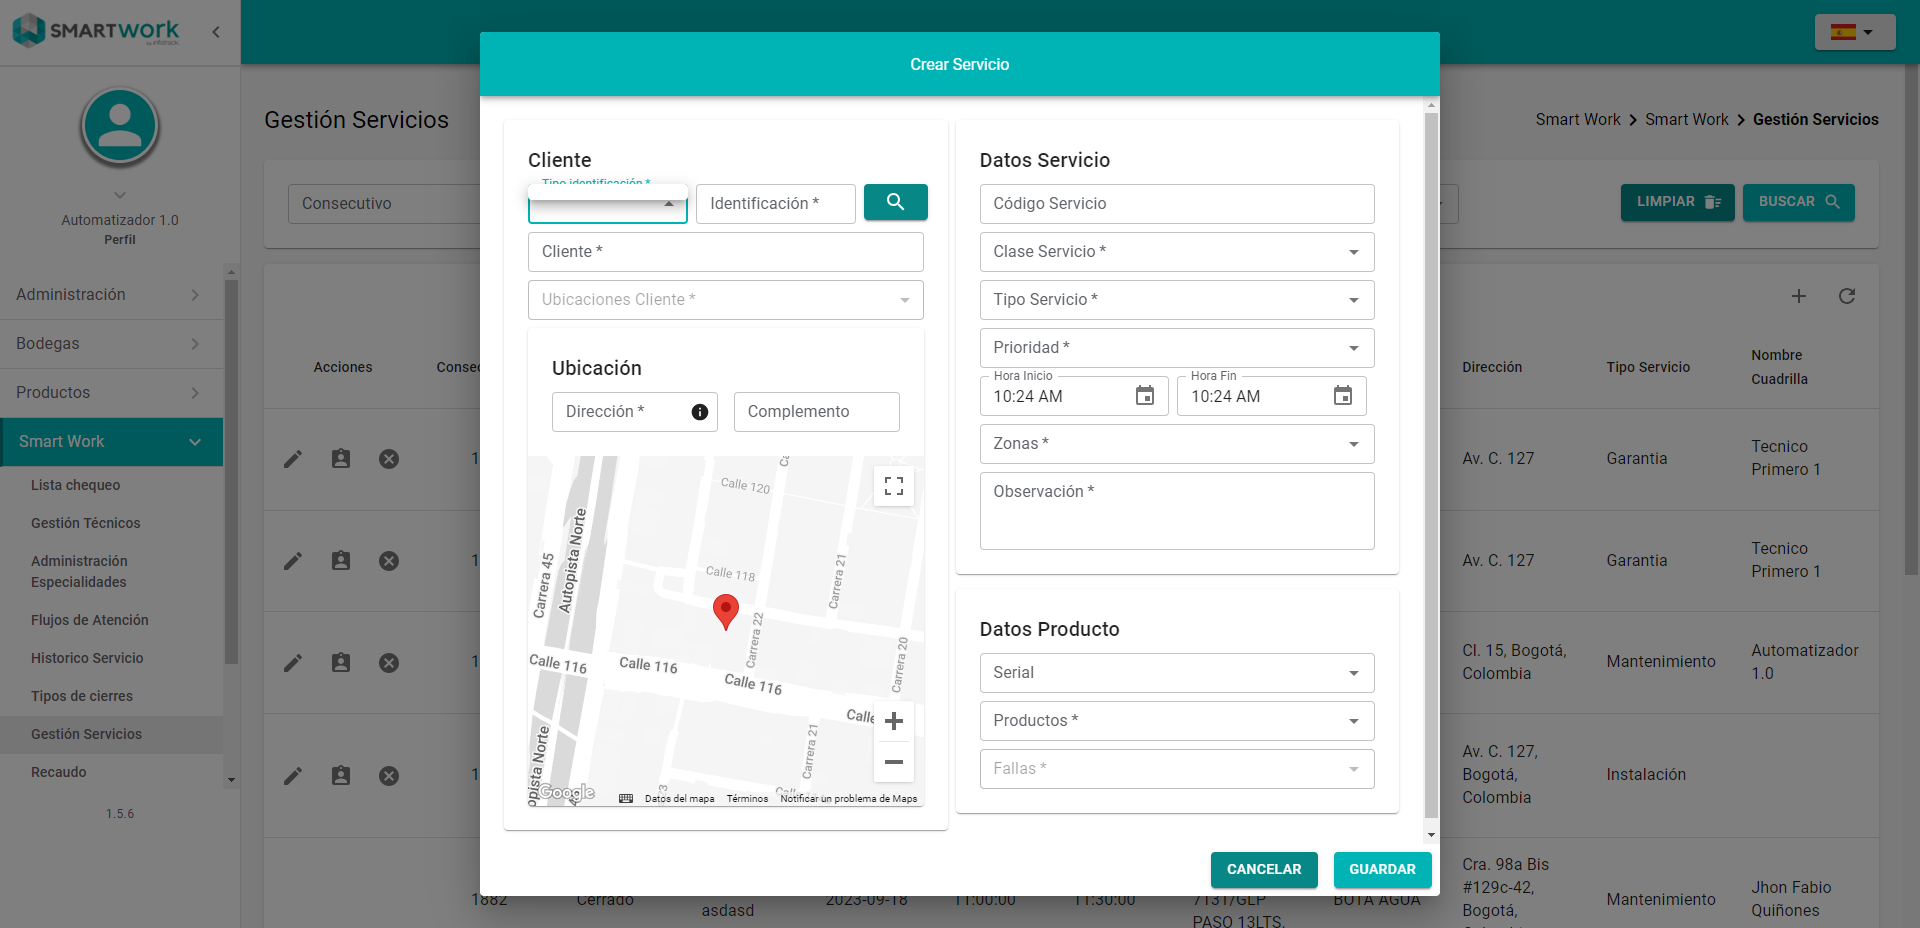 SMARTWORK
Automatizador 1.0
Perfil
Administración
Bodegas
Productos
Smart Work
Lista chequeo
Gestión Técnicos
Administración
Especialidades
Flujos de Atención
Historico Servicio
Tipos de cierres
Gestión Servicios
Recaudo
1.5.6
Gestión Servicios
Smart Work > Smart Work > Gestión Servicios
Consecutivo
LIMPIAR
BUSCAR
Acciones
Dirección
Tipo Servicio
Nombre
Cuadrilla
Av. C. 127
Garantia
Tecnico
Primero 1
Av. C. 127
Garantia
Tecnico
Primero 1
Cl. 15, Bogotá,
Colombia
Mantenimiento
Automatizador
1.0
Av. C. 127,
Bogotá,
Colombia
Instalación
1882
Cerrado
asdasd
2023-09-18
11:00:00
11:30:00
7131/GLP
PASO 13LTS.
BOTA AGUA
Cra. 98a Bis
#129c-42,
Bogotá,
Mantenimiento
Jhon Fabio
Quiñones
Crear Servicio
Cliente
Tipo identificación *
Identificación *
Cliente *
Ubicaciones Cliente *
Ubicación
Dirección *
Complemento
Calle 120
Autopista Norte
Carrera 45
Calle 118
Carrera 21
Carrera 22
Carrera 20
Calle 116
Calle 116
Calle 116
Carrera 21
Google
Datos del mapa
Términos
Notificar un problema de Maps
Datos Servicio
Código Servicio
Clase Servicio *
Tipo Servicio *
Prioridad *
Hora Inicio
10:24 AM
Hora Fin
10:24 AM
Zonas *
Observación *
Datos Producto
Serial
Productos *
Fallas *
CANCELAR
GUARDAR